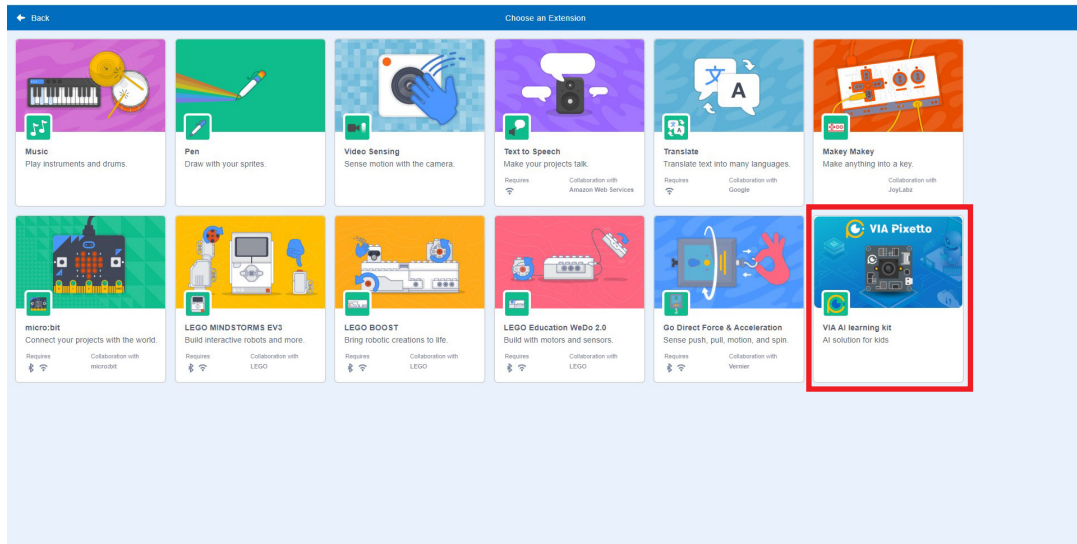 Back
Choose an Extension
Music
Play instruments and drums.
Pen
Draw with your sprites.
Video Sensing
Sense motion with the camera.
Text to Speech
Make your projects talk.
Requires
Collaboration with
Amazon Web Services
文
A
Translate
Translate text into many languages.
Requires
Collaboration with
Google
Makey Makey
Make anything into a key.
Collaboration with
JoyLabz
micro:bit
Connect your projects with the world.
Requires
Collaboration with
micro:bit
LEGO MINDSTORMS EV3
Build interactive robots and more.
Requires
Collaboration with
LEGO
LEGO BOOST
Bring robotic creations to life.
Requires
Collaboration with
LEGO
LEGO Education WeDo 2.0
Build with motors and sensors.
Requires
Collaboration with
LEGO
Go Direct Force & Acceleration
Sense push, pull, motion, and spin.
Requires
Collaboration with
Vernier
VIA Pixetto
VIA AI learning kit
AI solution for kids